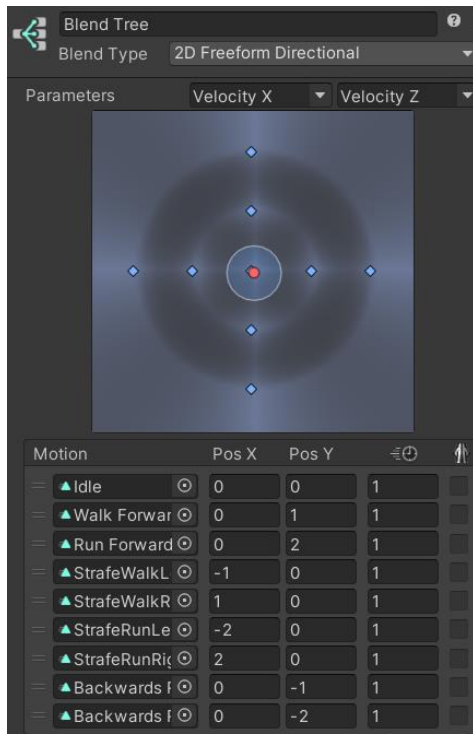 Blend Tree
Blend Type 2D Freeform Directional
Parameters Velocity X Velocity Z
Motion Pos X Pos Y
Idle 0 0 1
Walk Forwar 0 1 1
Run Forward 0 2 1
StrafeWalkL -1 0 1
StrafeWalkR 1 0 1
StrafeRunLe -2 0 1
StrafeRunRig 2 0 1
Backwards 0 -1 1
Backwards 0 -2 1